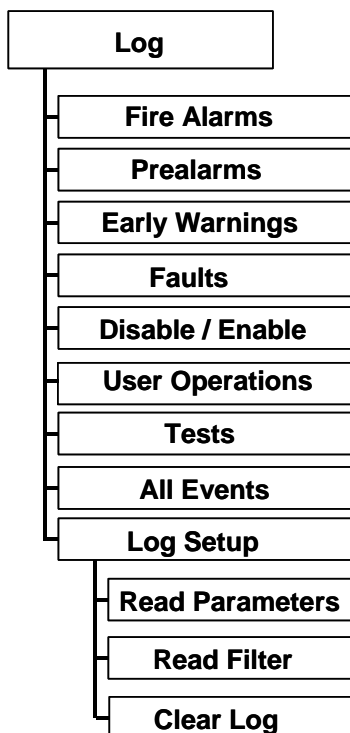 Log
Fire Alarms
Prealarms
Early Warnings
Faults
Disable / Enable
User Operations
Tests
All Events
Log Setup
Read Parameters
Read Filter
Clear Log